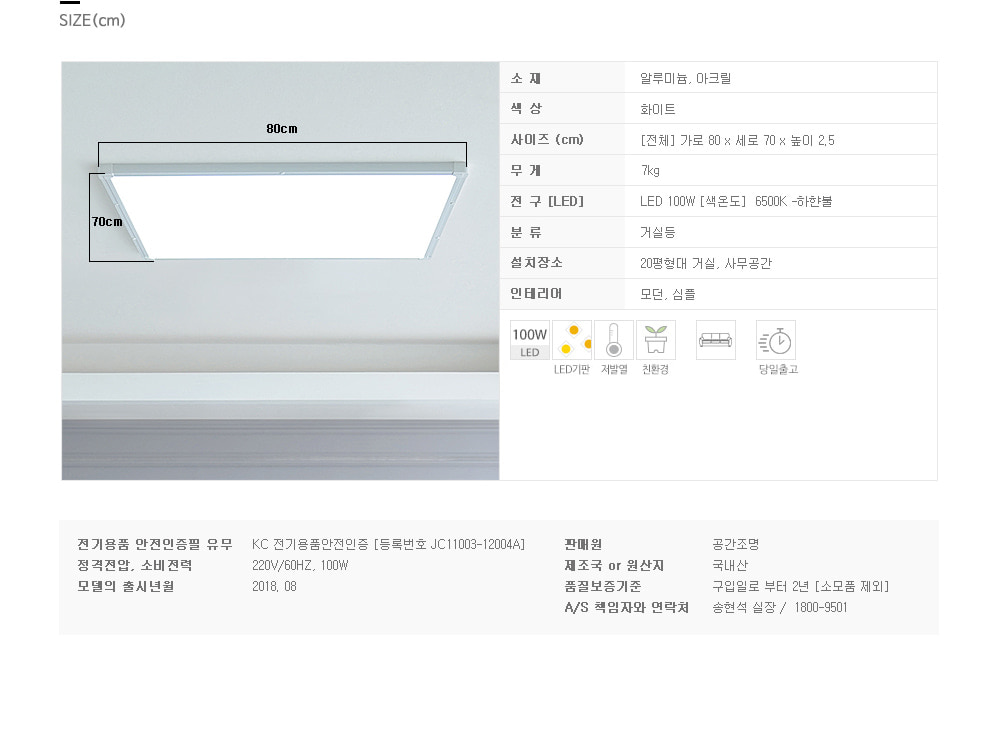 SIZE(cm)
80cm
70cm
소 재 알루미늄, 아크릴
색 상 화이트
사이즈 (cm) [전체] 가로 80 x 세로 70 x 높이 2,5
무 게 7kg
전 구 [LED] LED 100W [색온도] 6500K -하햔불
분 류 거실등
설치장소 20평형대 거실, 사무공간
인테리어 모던, 심플
100W
LED
LED기판 저발열 친환경 당일출고
전기용품 안전인증필 유무 KC 전기용품안전인증 [등록번호 JC11003-12004A]
정격전압, 소비전력 220V/60HZ, 100W
모델의 출시년월 2018, 08
판매원 공간조명
제조국 or 원산지 국내산
품질보증기준 구입일로 부터 2년 [소모품 제외]
A/S 책임자와 연락처 송현석 실장 / 1800-9501